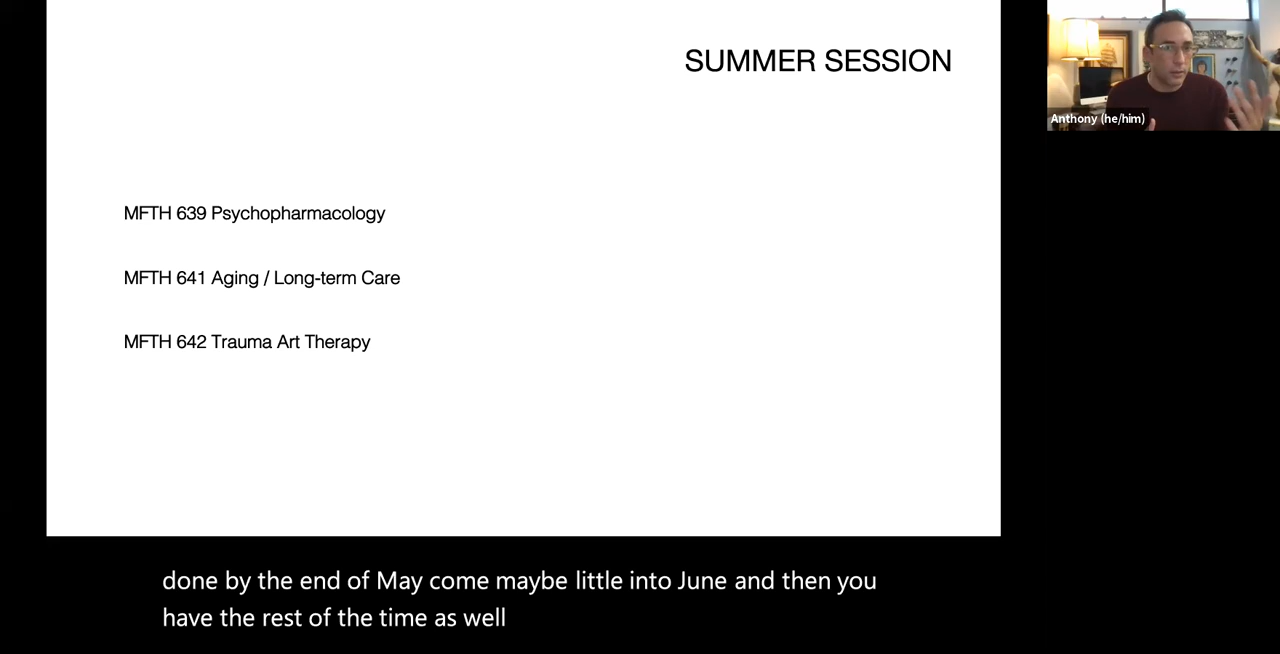 SUMMER SESSION
MFTH 639 Psychopharmacology
MFTH 641 Aging / Long-term Care
MFTH 642 Trauma Art Therapy
Anthony (he/him)
done by the end of May come maybe little into June and then you
have the rest of the time as well